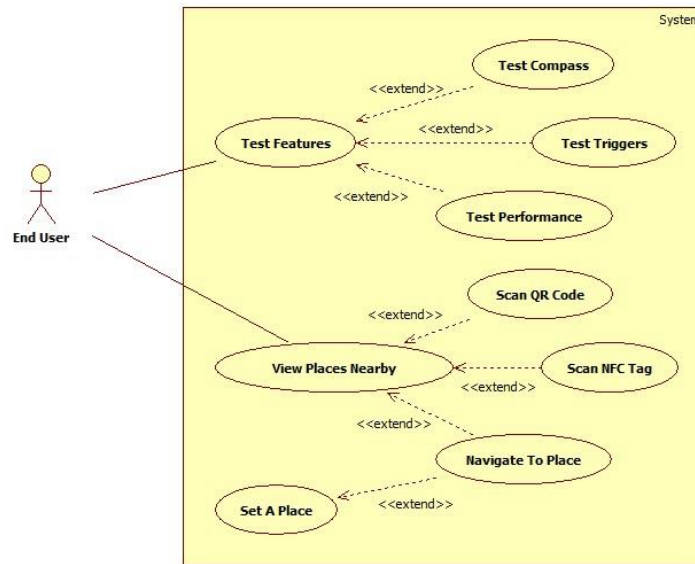 System
Test Compass
<<extend>>
<<extend>>
Test Features
Test Triggers
<<extend>>
Test Performance
End User
Scan QR Code
<<extend>>
View Places Nearby
Scan NFC Tag
<<extend>>
<<extend>>
Navigate To Place
<<extend>>
Set A Place